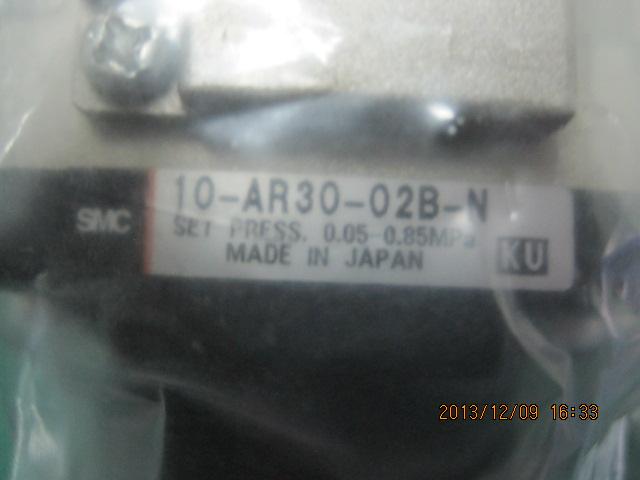 SMC
10-AR30-02B-N
SET PRESS. 0.05-0.85MPa
MADE IN JAPAN
KU
2013/12/09 16:33